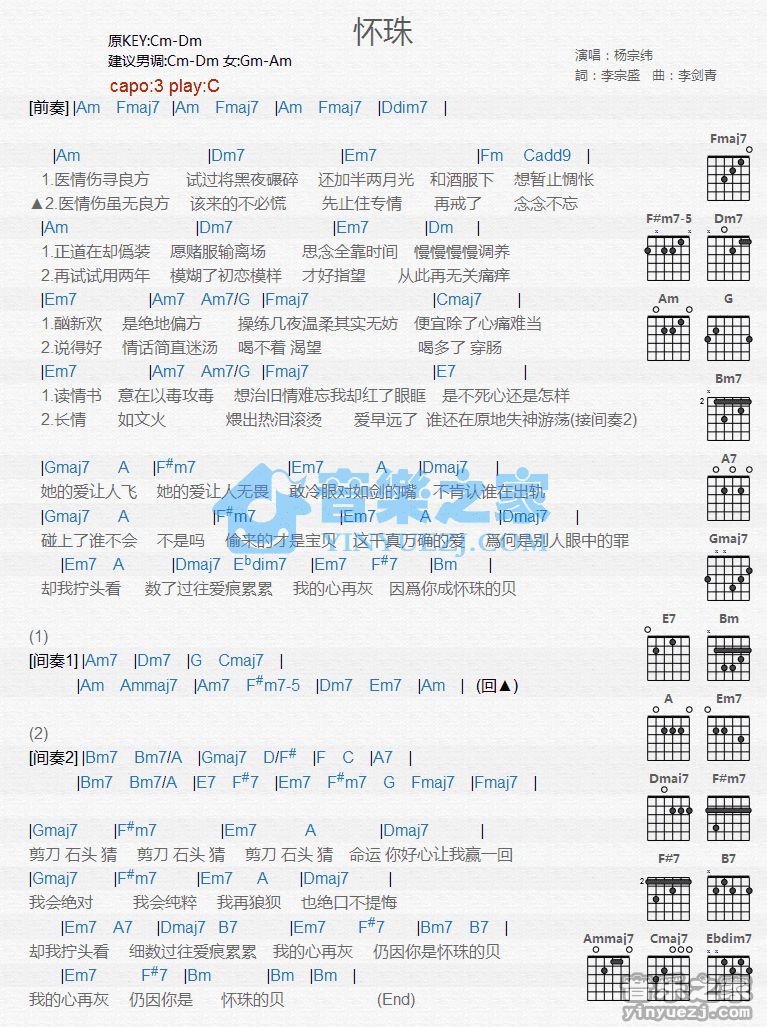 怀珠
原KEY:Cm-Dm
建议男调:Cm-Dm 女:Gm-Am
演唱：杨宗纬
詞：李宗盛 曲：李剑青
capo:3 play:C
[前奏] |Am Fmaj7 |Am Fmaj7 |Am Fmaj7 |Ddim7 |
|Am |Dm7 |Em7 |Fm Cadd9 |
1.医情伤寻良方 试过将黑夜碾碎 还加半两月光 和酒服下 想暂止惆怅
▲2.医情伤虽无良方 该来的不必慌 先止住专情 再戒了 念念不忘
|Am |Dm7 |Em7 |Dm |
1.正道在却僞装 愿赌服输离场 思念全靠时间 慢慢慢慢调养
2.再试试用两年 模糊了初恋模样 才好指望 从此再无关痛痒
|Em7 |Am7 Am7/G |Fmaj7 |Cmaj7 |
1.酗新欢 是绝地偏方 操练几夜温柔其实无妨 便宜除了心痛难当
2.说得好 情话简直迷汤 喝不着 渴望 喝多了 穿肠
|Em7 |Am7 Am7/G |Fmaj7 |E7 |
1.读情书 意在以毒攻毒 想治旧情难忘我却红了眼眶 是不死心还是怎样
2.长情 如文火 煨出热泪滚烫 爱早远了 谁还在原地失神游荡(接间奏2)
|Gmaj7 A |F#m7 |Em7 A |Dmaj7 |
她的爱让人飞 她的爱让人无畏 敢冷眼对如剑的嘴 不肯认谁在出轨
|Gmaj7 A |F#m7 |Em7 A |Dmaj7 |
碰上了谁不会 不是吗 偷来的才是宝贝 这千真万确的爱 爲何是别人眼中的罪
|Em7 A |Dmaj7 Ebdim7 |Em7 F#7 |Bm |
却我拧头看 数了过往爱痕累累 我的心再灰 因爲你成怀珠的贝
音樂之家
YINYUEZJ.COM
(1)
[间奏1] |Am7 |Dm7 |G Cmaj7 |
|Am Ammaj7 |Am7 F#m7-5 |Dm7 Em7 |Am | (回▲)
(2)
[间奏2] |Bm7 Bm7/A |Gmaj7 D/F# |F C |A7 |
|Bm7 Bm7/A |E7 F#7 |Em7 F#m7 G Fmaj7 |Fmaj7 |
|Gmaj7 |F#m7 |Em7 A |Dmaj7 |
剪刀 石头 猜 剪刀 石头 猜 剪刀 石头 猜 命运 你好心让我赢一回
|Gmaj7 |F#m7 |Em7 A |Dmaj7 |
我会绝对 我会纯粹 我再狼狈 也绝口不提悔
|Em7 A7 |Dmaj7 B7 |Em7 F#7 |Bm7 B7 |
却我拧头看 细数过往爱痕累累 我的心再灰 仍因你是怀珠的贝
|Em7 F#7 |Bm |Bm |Bm |
我的心再灰 仍因你是 怀珠的贝 (End)
Fmaj7
F#m7-5 Dm7
Am G
Bm7
2
A7
Gmaj7
E7 Bm
A Em7
Dmai7 F#m7
F#7 B7
2
Ammaj7 Cmaj7 Ebdim7
音乐之家
yinyuezj.com